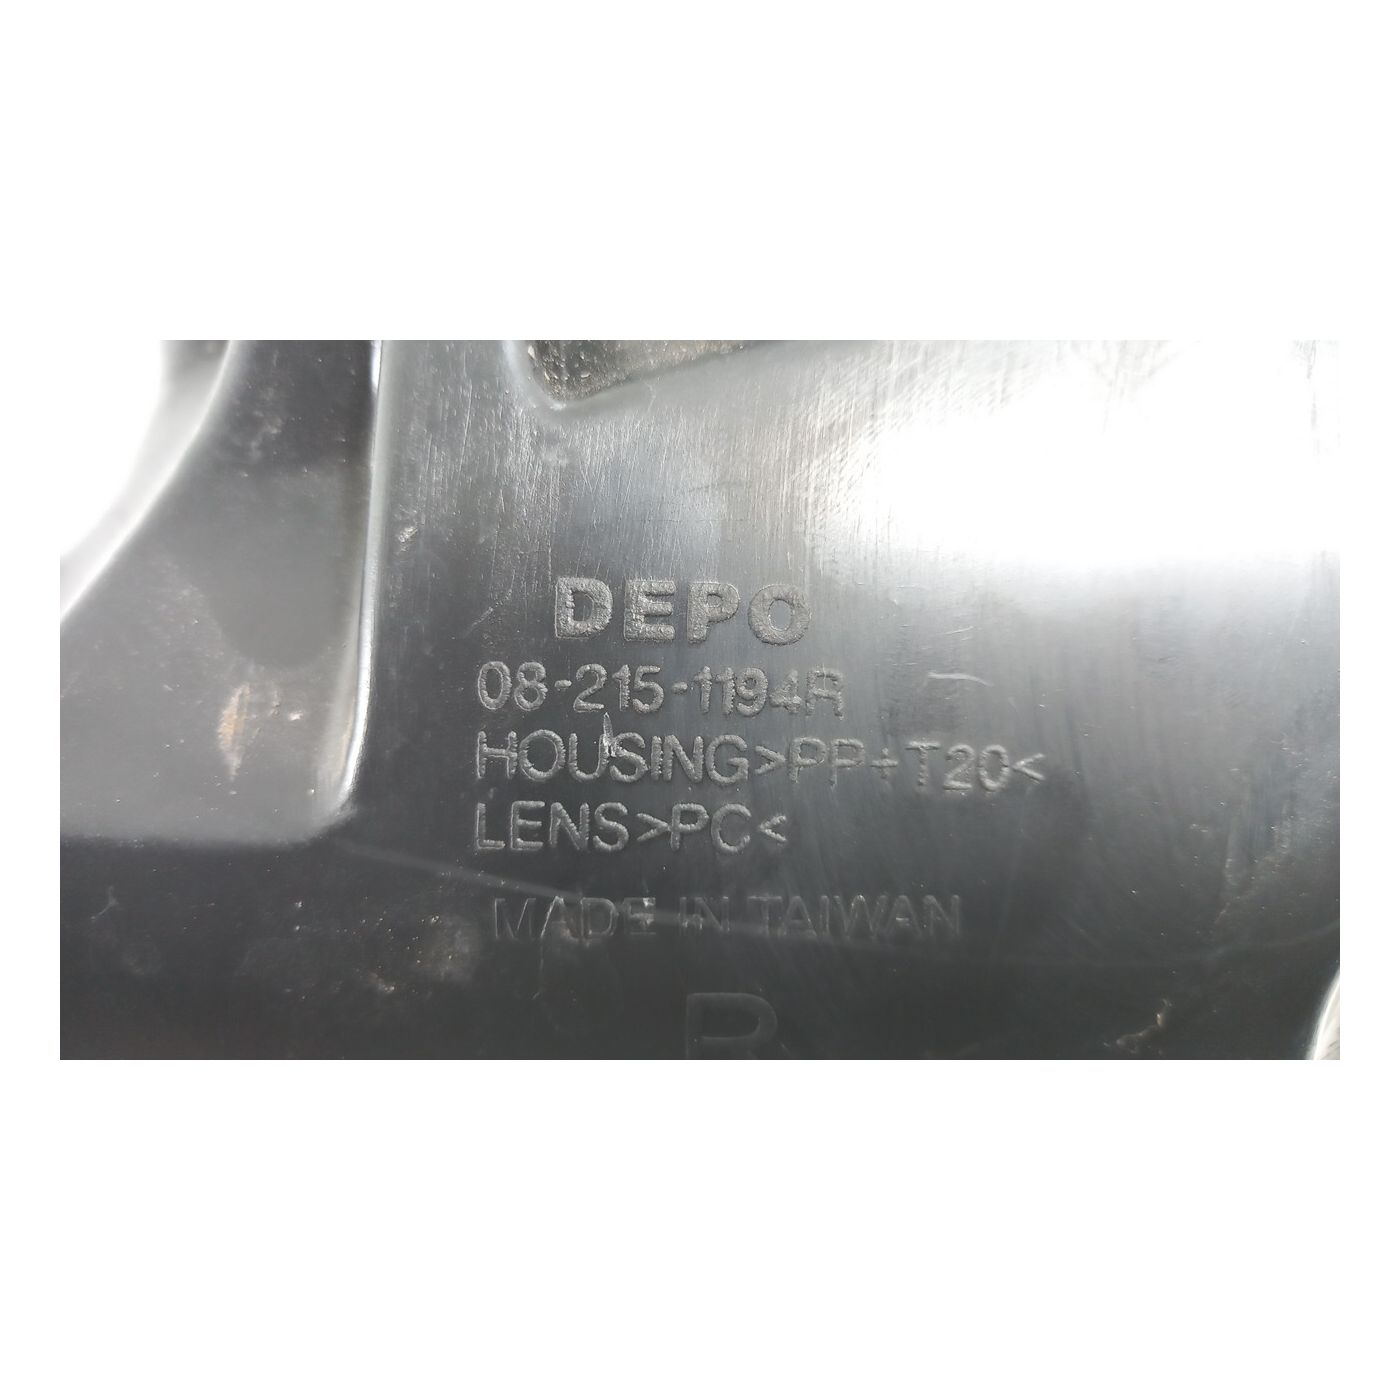 DEPO
08-215-1194R
HOUSING>PP+T20<
LENS>PC<
MADE IN TAIWAN
R